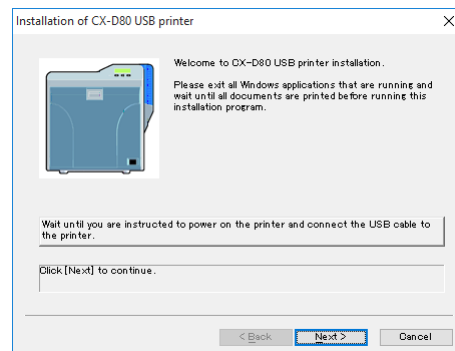 Installation of CX-D80 USB printer
Welcome to CX-D80 USB printer installation.
Please exit all Windows applications that are running and
wait until all documents are printed before running this
installation program.
Wait until you are instructed to power on the printer and connect the USB cable to
the printer.
Click [Next] to continue.
< Back
Next >
Cancel